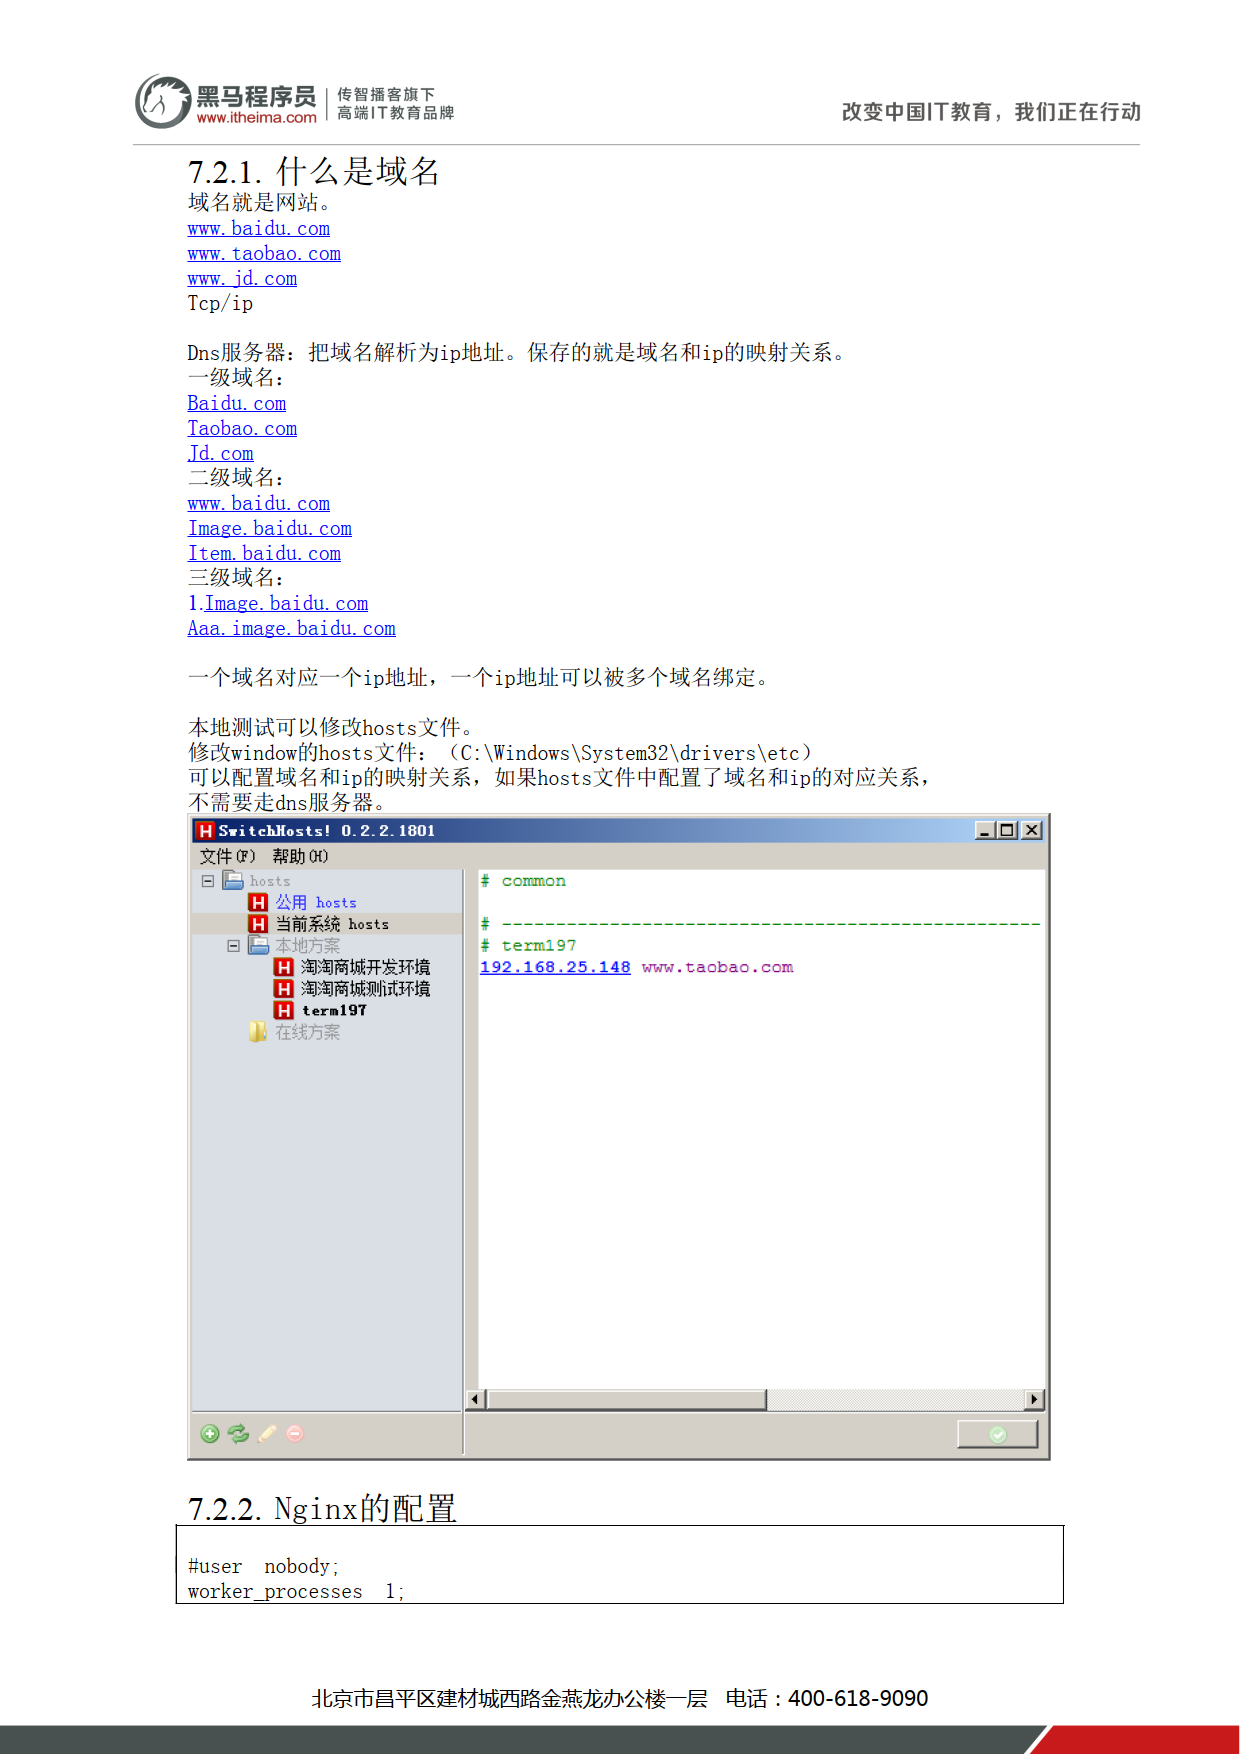 黑马程序员
www.itheima.com
传智播客旗下
高端IT教育品牌
改变中国IT教育，我们正在行动
7.2.1. 什么是域名
域名就是网站。
www.baidu.com
www.taobao.com
www.jd.com
Tcp/ip
Dns服务器：把域名解析为ip地址。保存的就是域名和ip的映射关系。
一级域名：
Baidu.com
Taobao.com
Jd.com
二级域名：
www.baidu.com
Image.baidu.com
Item.baidu.com
三级域名：
1.Image.baidu.com
Aaa.image.baidu.com
一个域名对应一个ip地址，一个ip地址可以被多个域名绑定。
本地测试可以修改hosts文件。
修改window的hosts文件：（C:\Windows\System32\drivers\etc）
可以配置域名和ip的映射关系，如果hosts文件中配置了域名和ip的对应关系，
不需要走dns服务器。
SwitchHosts! 0.2.2.1801
文件(F) 帮助(H)
hosts
公用 hosts
当前系统 hosts
本地方案
淘淘商城开发环境
淘淘商城测试环境
term197
在线方案
# common
# --------------------------------------------------
# term197
192.168.25.148 www.taobao.com
7.2.2. Nginx的配置
#user  nobody;
worker_processes  1;
北京市昌平区建材城西路金燕龙办公楼一层 电话：400-618-9090